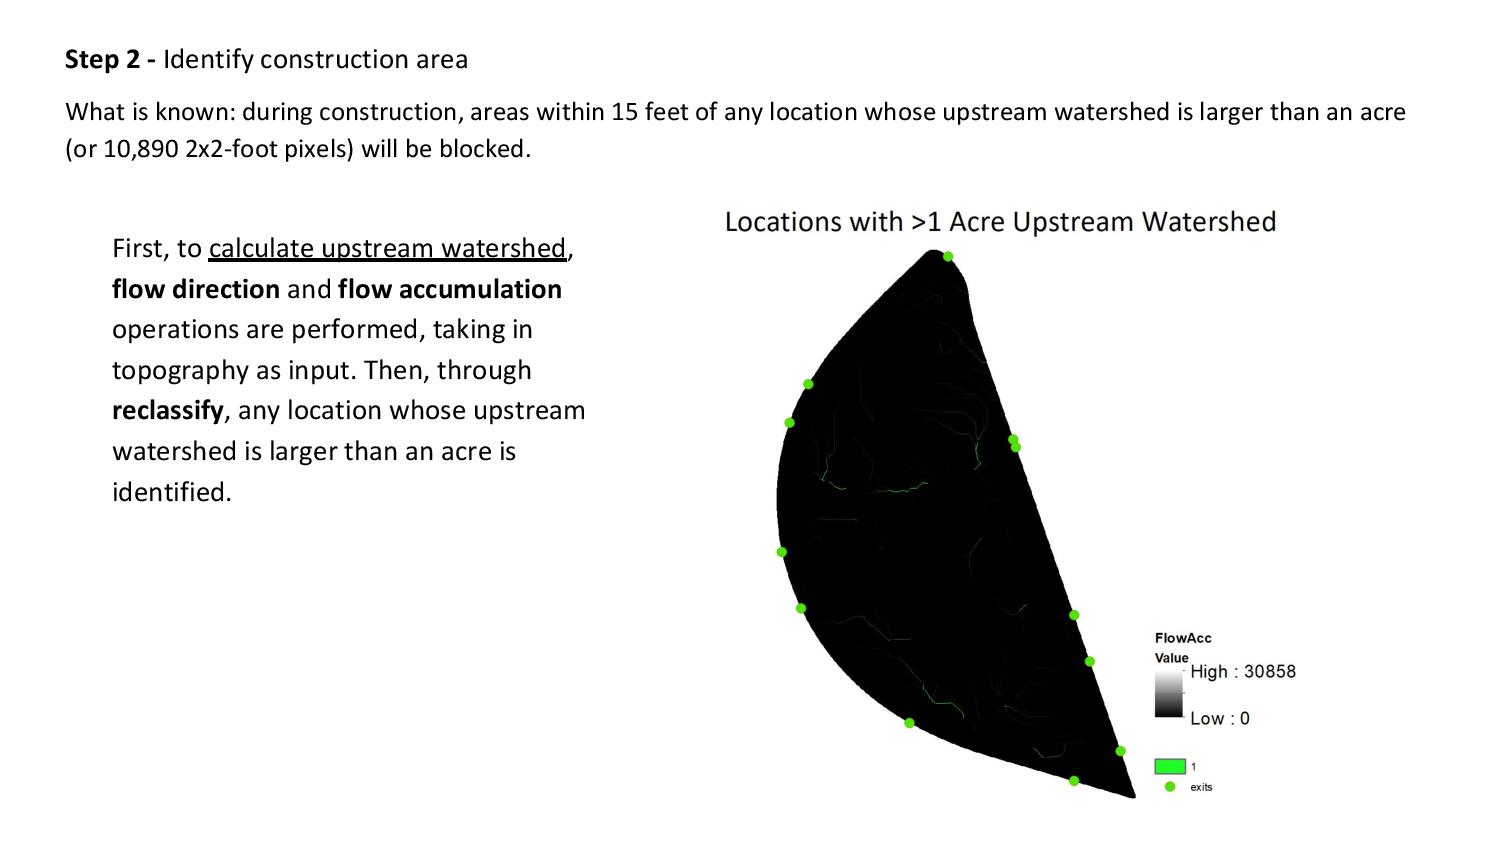 Step 2 - Identify construction area
What is known: during construction, areas within 15 feet of any location whose upstream watershed is larger than an acre
(or 10,890 2x2-foot pixels) will be blocked.
First, to calculate upstream watershed,
flow direction and flow accumulation
operations are performed, taking in
topography as input. Then, through
reclassify, any location whose upstream
watershed is larger than an acre is
identified.
Locations with >1 Acre Upstream Watershed
FlowAcc
Value
High : 30858
Low : 0
1
exits